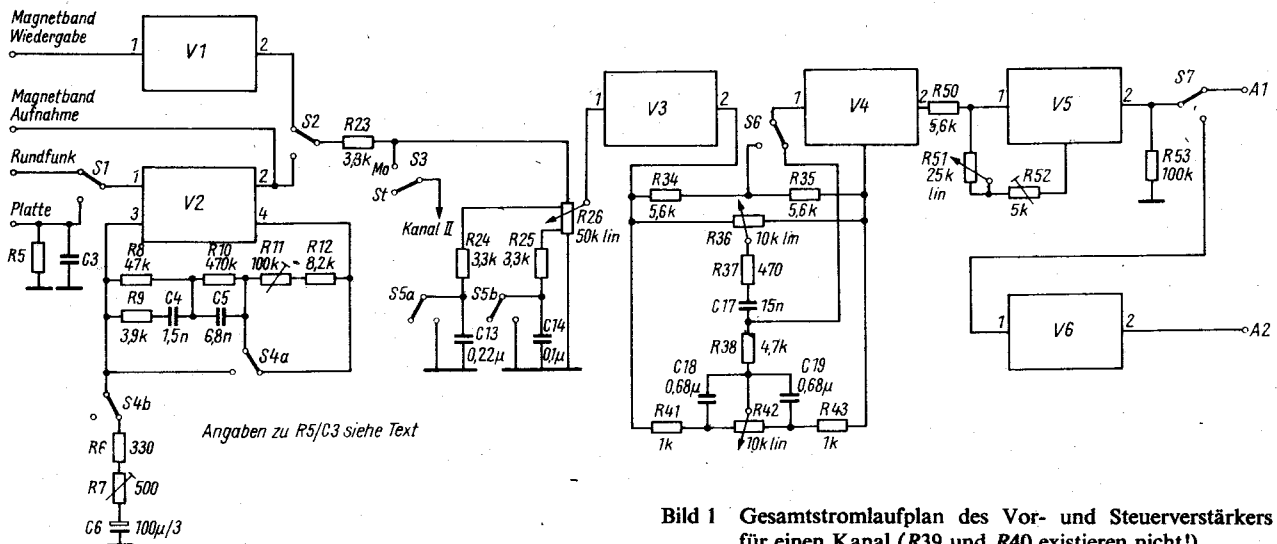 Magnetband
Wiedergabe
1
V1
2
Magnetband
Aufnahme
Rundfunk
S1
Platte
R5
C3
1
V2
2
3
4
R8
47k
R10
470k
R11
100k
R12
8,2k
R9
3,9k
C4
1,5n
C5
6,8n
S4a
S4b
R6
330
R7
500
C6
100µ/3
Angaben zu R5/C3 siehe Text
S2
R23
3,3k
Mo
S3
St
Kanal II
R24
3,3k
R25
3,3k
R26
50k lin
S5a
S5b
C13
0,22µ
C14
0,1µ
1
V3
2
S6
1
V4
2
R34
5,6k
R35
5,6k
R36
10k lin
R37
470
C17
15n
R38
4,7k
C18
0,68µ
C19
0,68µ
R41
1k
R42
10k lin
R43
1k
R50
5,6k
1
V5
2
R51
25k
lin
R52
5k
R53
100k
S7
A1
1
V6
2
A2
Bild 1 Gesamtstromlaufplan des Vor- und Steuerverstärkers
für einen Kanal (R39 und R40 existieren nicht!)